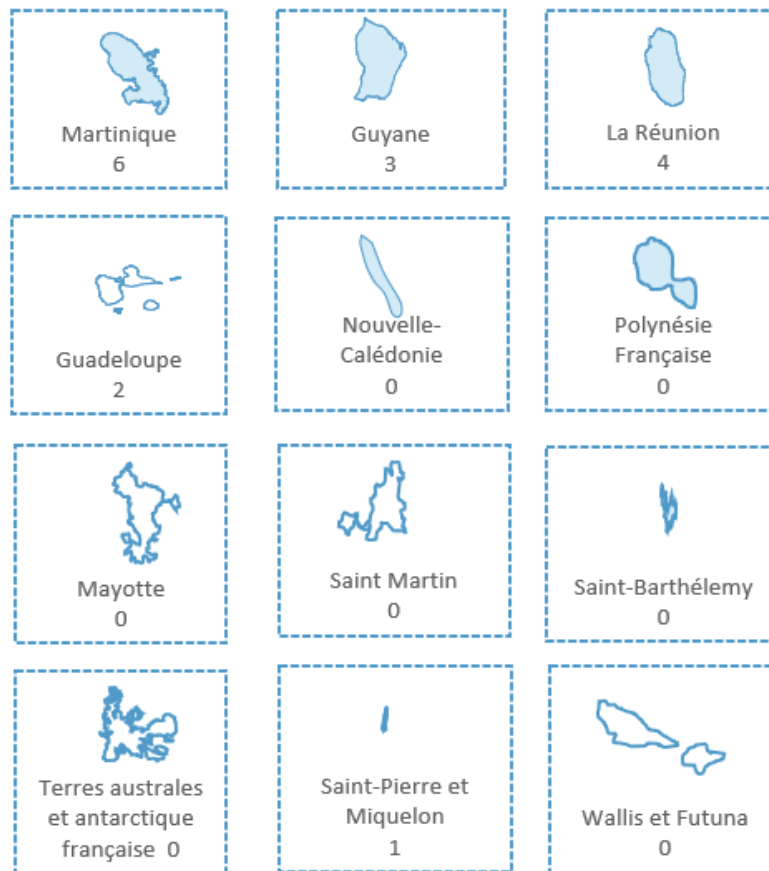 Martinique
6
Guyane
3
La Réunion
4
Guadeloupe
2
Nouvelle-
Calédonie
0
Polynésie
Française
0
Mayotte
0
Saint Martin
0
Saint-Barthélemy
0
Terres australes
et antarctique
française 0
Saint-Pierre et
Miquelon
1
Wallis et Futuna
0